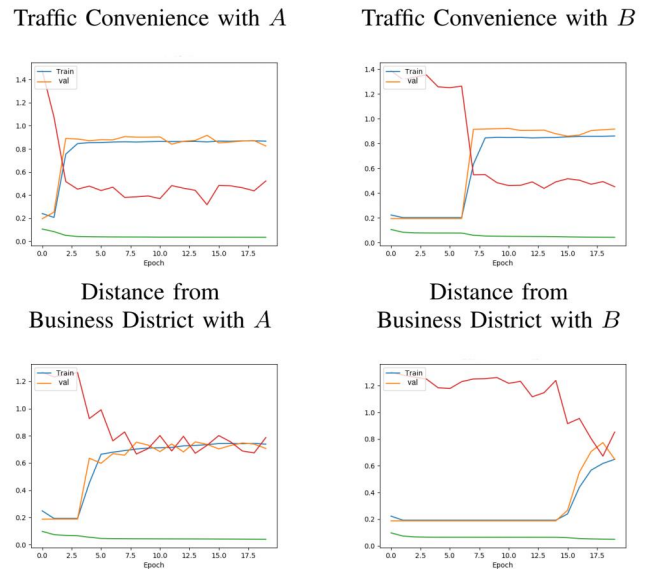 Traffic Convenience with A
Traffic Convenience with B
Train
val
1.4
1.2
1.0
0.8
0.6
0.4
0.2
0.0
0.0 2.5 5.0 7.5 10.0 12.5 15.0 17.5
Epoch
Train
val
1.4
1.2
1.0
0.8
0.6
0.4
0.2
0.0
0.0 2.5 5.0 7.5 10.0 12.5 15.0 17.5
Epoch
Distance from
Business District with A
Distance from
Business District with B
Train
val
1.2
1.0
0.8
0.6
0.4
0.2
0.0
0.0 2.5 5.0 7.5 10.0 12.5 15.0 17.5
Epoch
Train
val
1.2
1.0
0.8
0.6
0.4
0.2
0.0
0.0 2.5 5.0 7.5 10.0 12.5 15.0 17.5
Epoch